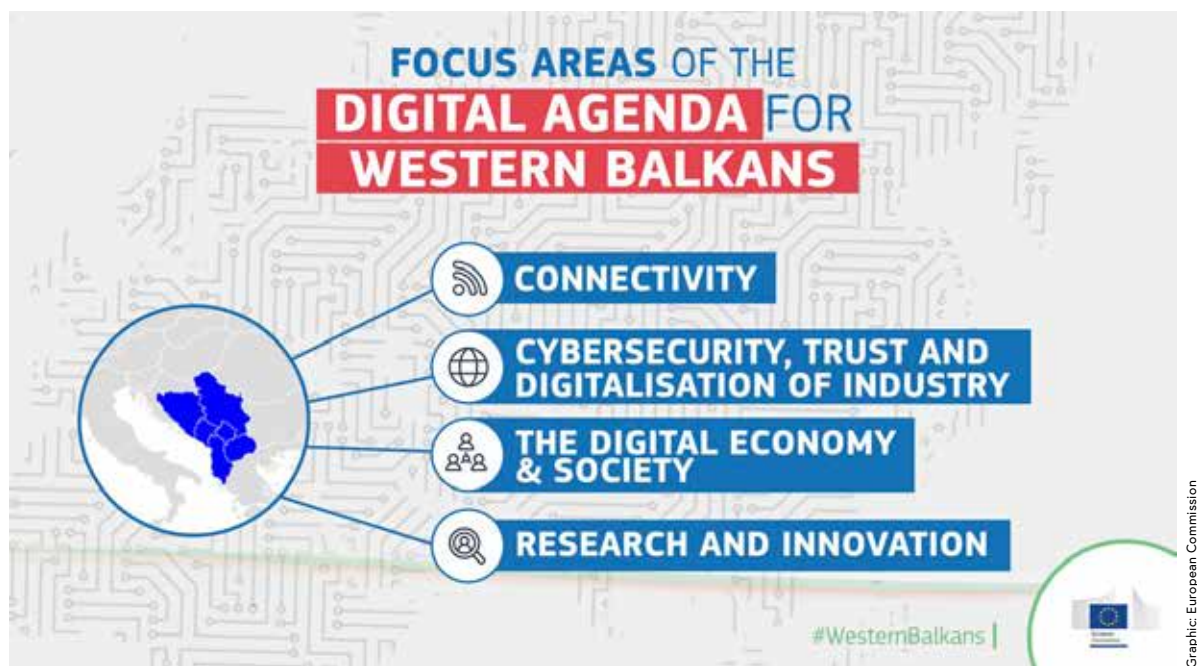 FOCUS AREAS OF THE
DIGITAL AGENDA FOR
WESTERN BALKANS
CONNECTIVITY
CYBERSECURITY, TRUST AND
DIGITALISATION OF INDUSTRY
THE DIGITAL ECONOMY
& SOCIETY
RESEARCH AND INNOVATION
#WesternBalkans
Graphic: European Commission